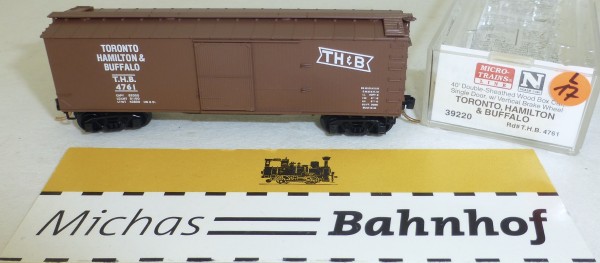 TORONTO
HAMILTON &
BUFFALO
T.H.B.
4761
TH&B
MICRO-
TRAINS
LINE
N
40' Double-Sheathed Wood Box Car
Single Door, w/ Vertical Brake Wheel
TORONTO, HAMILTON
& BUFFALO
39220 Rd# T.H.B. 4761
L
17
Michas Bahnhof